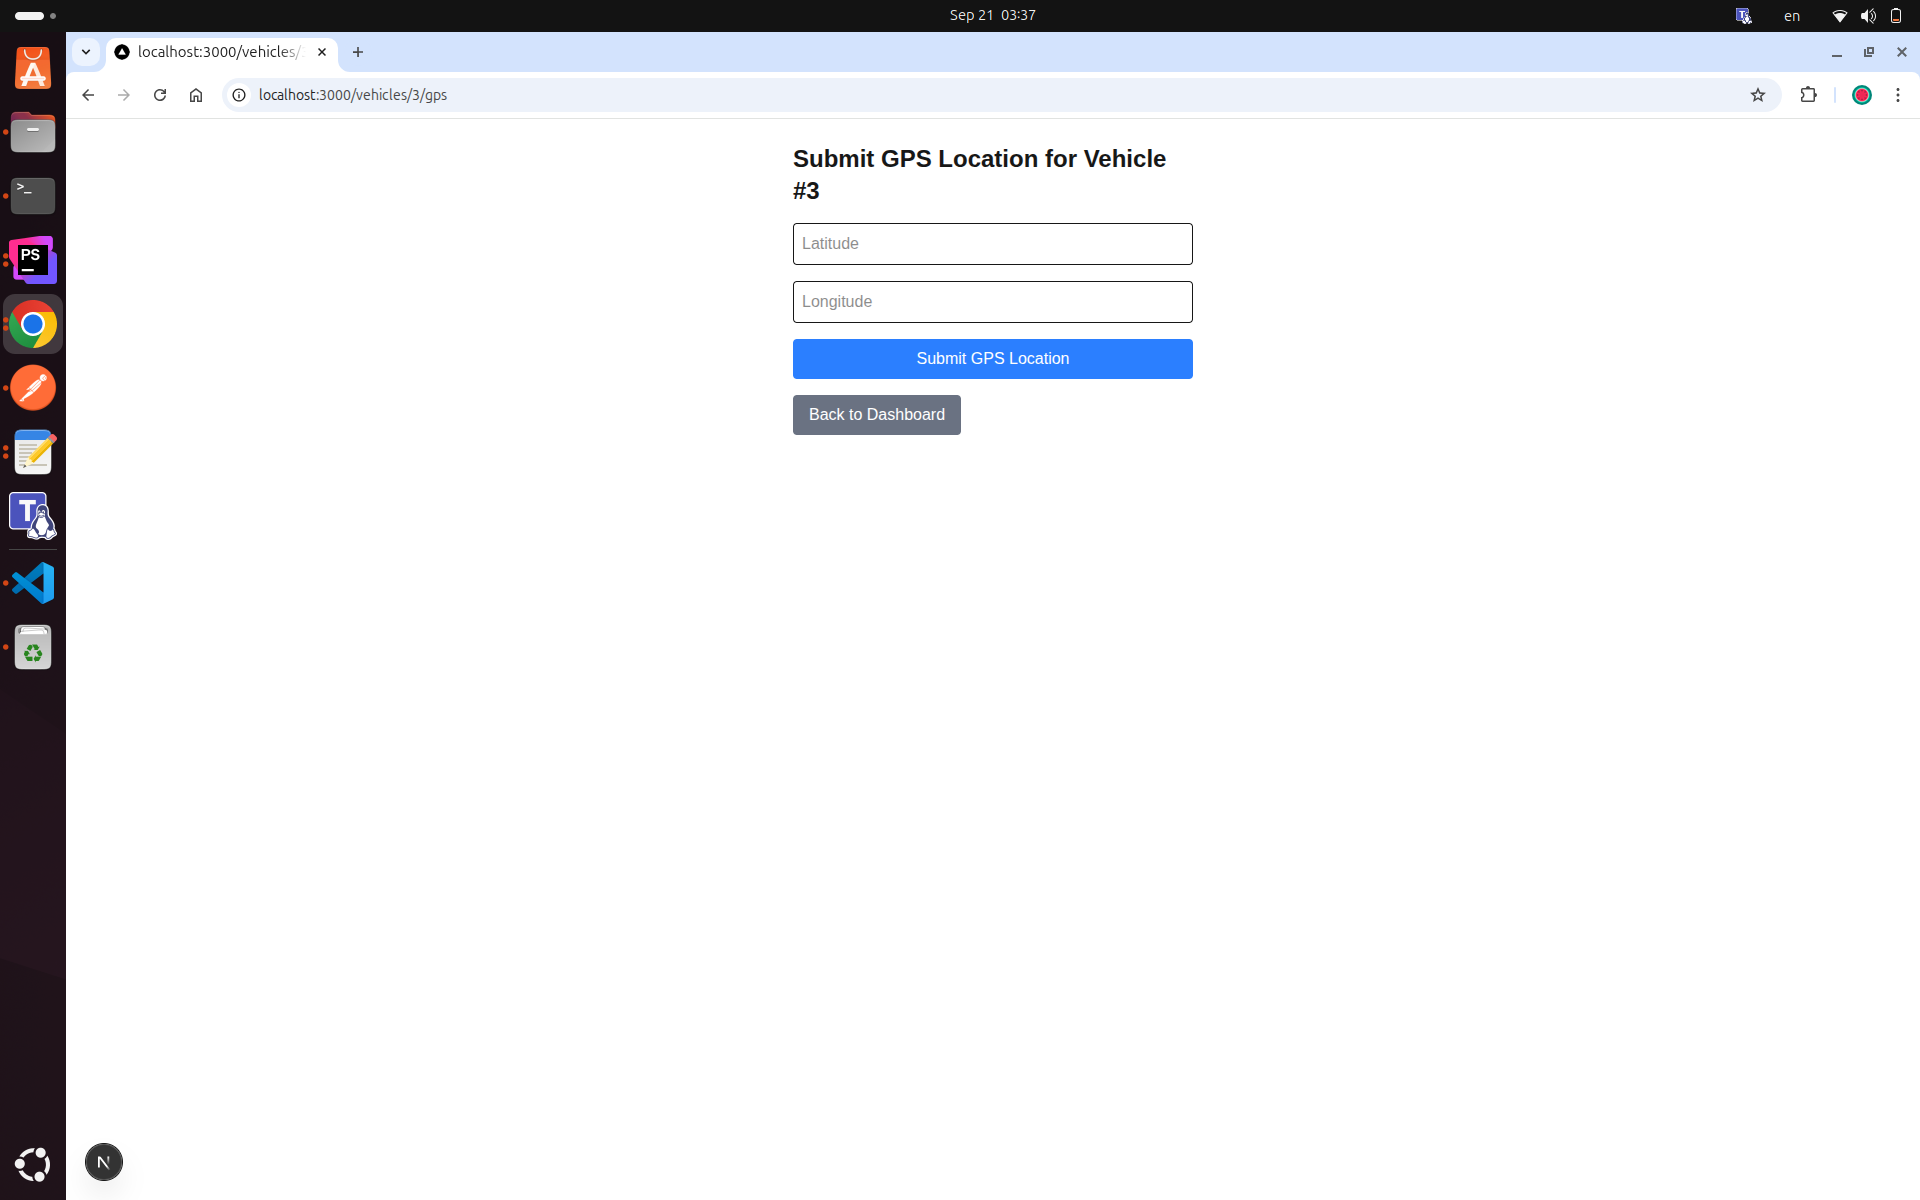 Sep 21 03:37
en
localhost:3000/vehicles/
localhost:3000/vehicles/3/gps
Submit GPS Location for Vehicle
#3
Latitude
Longitude
Submit GPS Location
Back to Dashboard
>_
PS
T
N